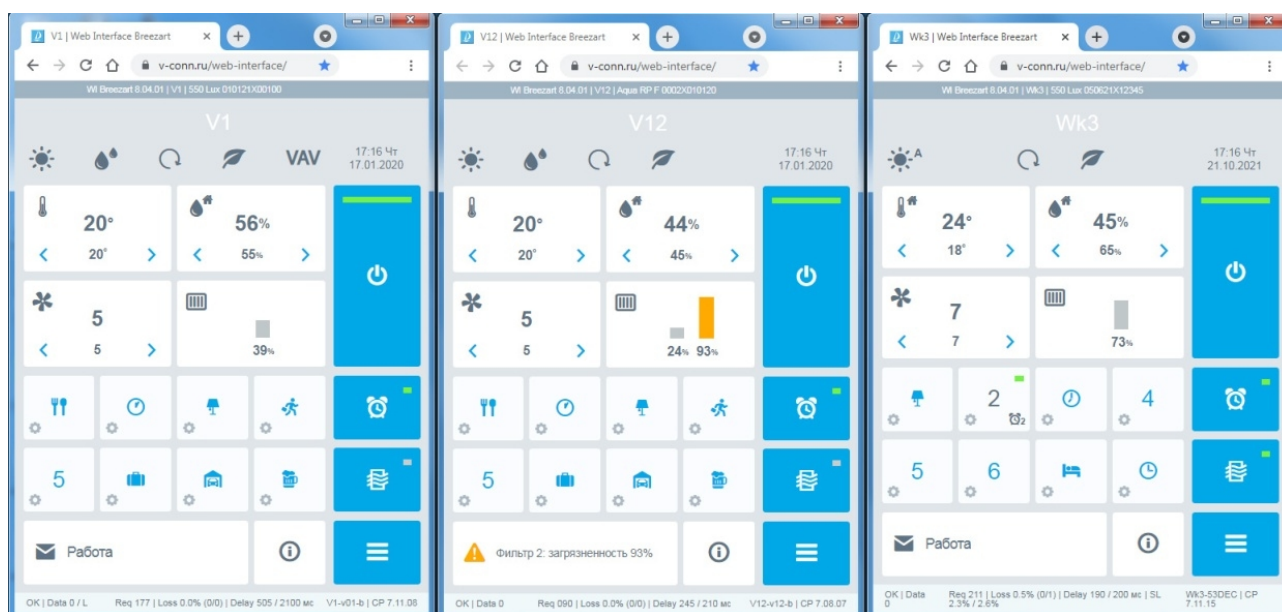 V1 | Web Interface Breezart
v-conn.ru/web-interface/
WI Breezart 8.04.01 | V1 | 550 Lux 010121X00100
V1
VAV
17:16 Чт
17.01.2020
20°
20°
56%
55%
5
5
39%
5
Работа
OK | Data 0 / L
Req 177 | Loss 0.0% (0/0) | Delay 505 / 2100 мс
V1-v01-b | CP 7.11.08
V12 | Web Interface Breezart
v-conn.ru/web-interface/
WI Breezart 8.04.01 | V12 | Aqua RP F 0002X010120
V12
17:16 Чт
17.01.2020
20°
20°
44%
45%
5
5
24% 93%
5
Фильтр 2: загрязненность 93%
OK | Data 0
Req 090 | Loss 0.0% (0/0) | Delay 245 / 210 мс
V12-v12-b | CP 7.08.07
Wk3 | Web Interface Breezart
v-conn.ru/web-interface/
WI Breezart 8.04.01 | Wk3 | 550 Lux 050621X12345
Wk3
A
17:16 Чт
21.10.2021
24°
18°
45%
65%
7
7
73%
2
2
4
5
6
Работа
OK | Data
0
Req 211 | Loss 0.5% (0/1) | Delay 190 / 200 мс | SL
2.3% / 2.6%
Wk3-53DEC | CP
7.11.15